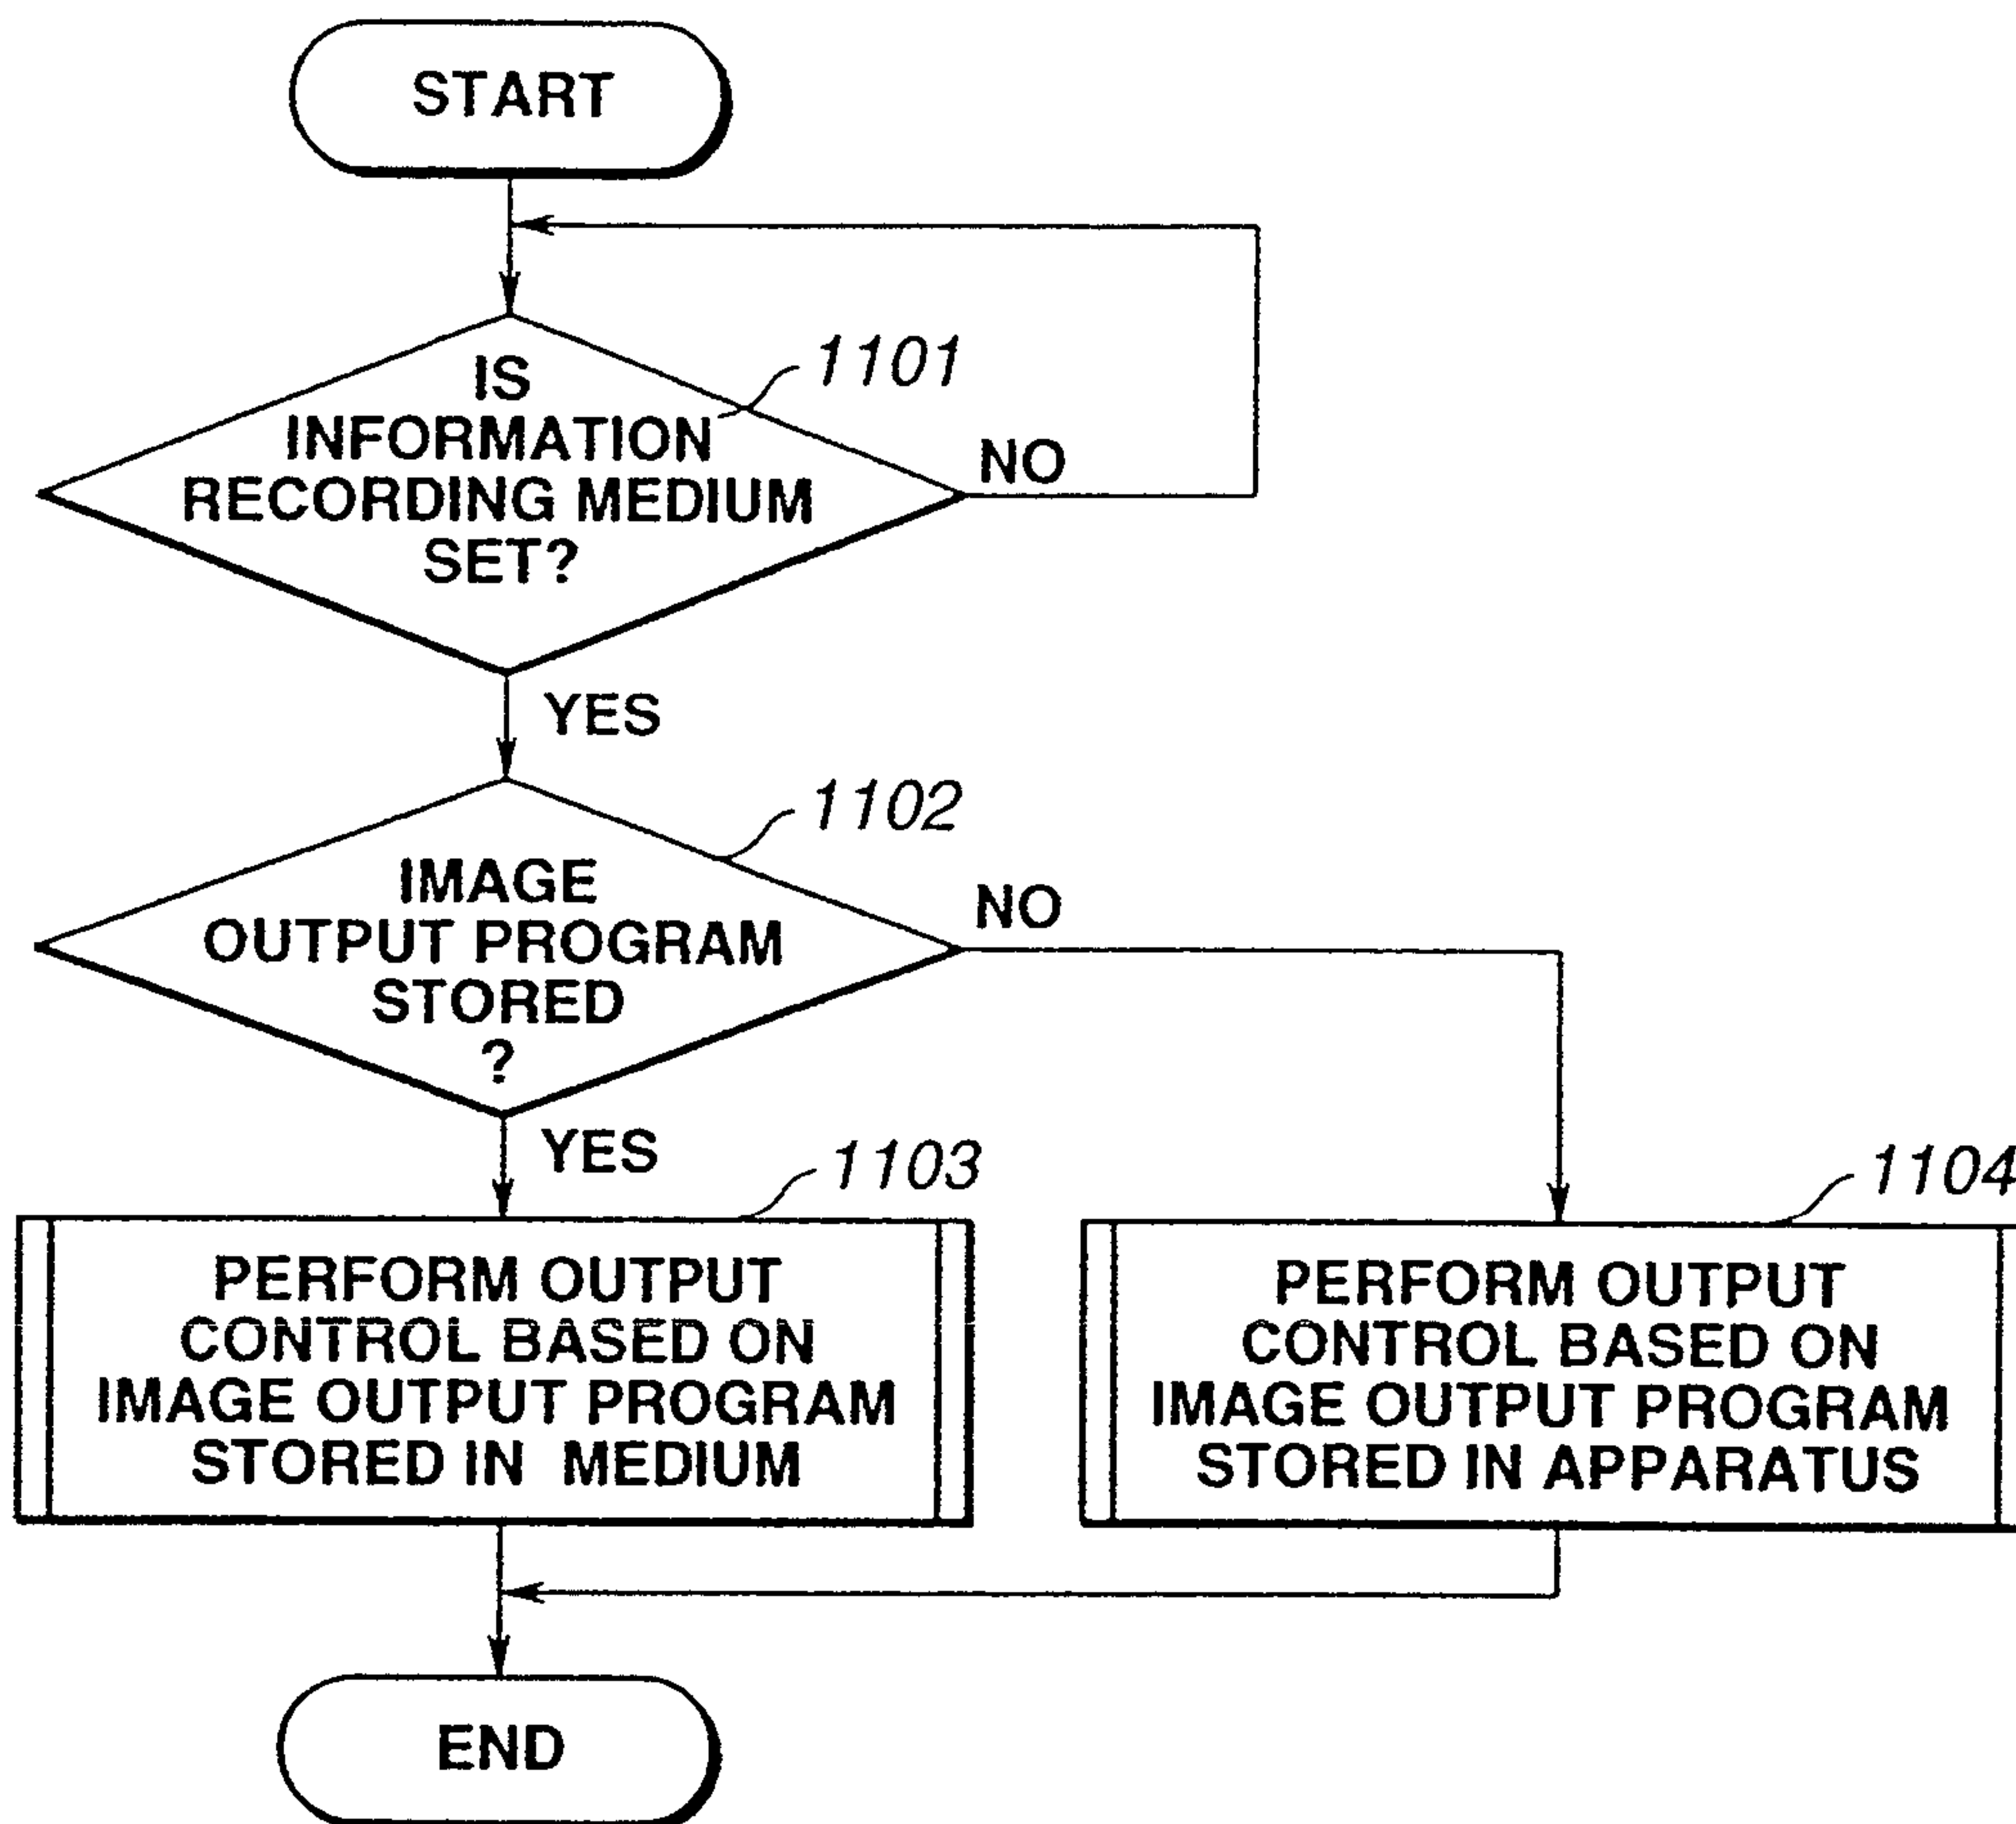 START
1101
IS
INFORMATION
RECORDING MEDIUM
SET?
NO
YES
1102
IMAGE
OUTPUT PROGRAM
STORED
?
NO
YES
1103
PERFORM OUTPUT
CONTROL BASED ON
IMAGE OUTPUT PROGRAM
STORED IN MEDIUM
1104
PERFORM OUTPUT
CONTROL BASED ON
IMAGE OUTPUT PROGRAM
STORED IN APPARATUS
END